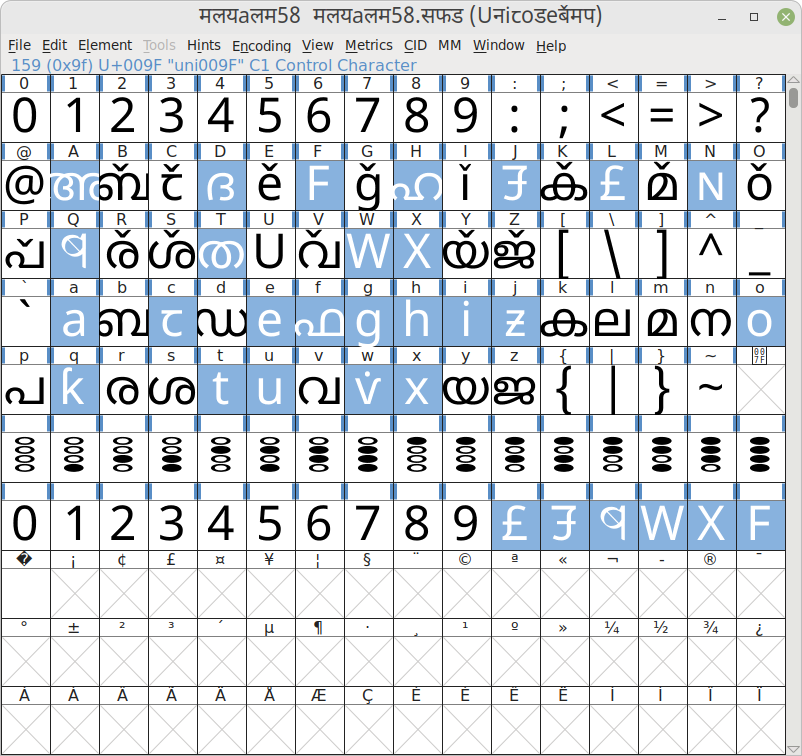 मलयaलम58 मलयaलम58.सफड (Uनiꞇoडeबॅमप)
File Edit Element Tools Hints Encoding View Metrics CID MM Window Help
159 (0x9f) U+009F "uni009F" C1 Control Character
0 1 2 3 4 5 6 7 8 9 : ; < = > ?
0 1 2 3 4 5 6 7 8 9 : ; < = > ?
@ A B C D E F G H I J K L M N O
@ അ ബ̌ ꞇ̌ ദ ě F ǧ ഹ ǐ ക̌ £ മ̌ ɴ ǒ
P Q R S T U V W X Y Z [ \ ] ^ _
പ̌ ര̌ ശ̌ ത U വ̌ W X യ̌ ജ̌ [ \ ] ^ _
` a b c d e f g h i j k l m n o
` a ബ ꞇ ഡ e ഫ g h i ƶ ക ല മ ന o
p q r s t u v w x y z { | } ~
പ ƙ ര ശ t u വ v̇ x യ ജ { | } ~
0 1 2 3 4 5 6 7 8 9 £ W X F
� ¡ ¢ £ ¤ ¥ ¦ § ¨ © ª « ¬ - ® ¯
° ± ² ³ ´ µ ¶ · ¸ ¹ º » ¼ ½ ¾ ¿
À Á Â Ã Ä Å Æ Ç È É Ê Ë Ì Í Î Ï